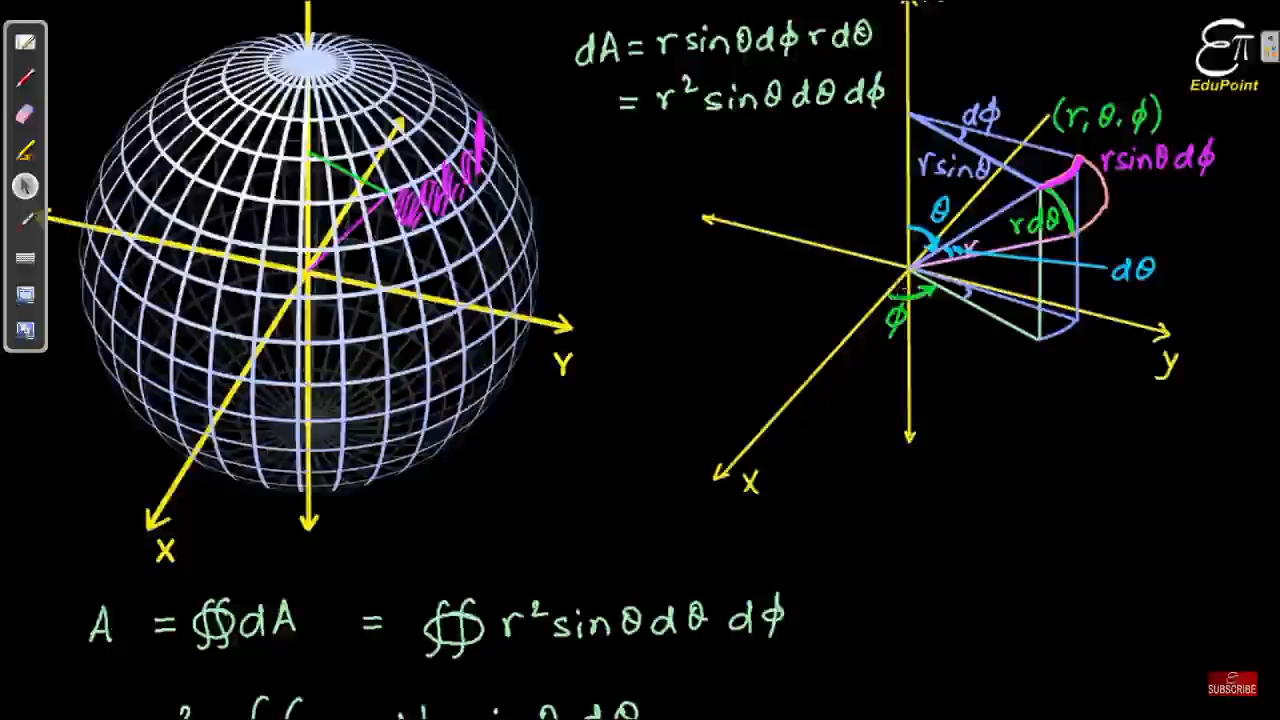 dA = r sinθ dϕ r dθ
= r² sinθ dθ dϕ
επ
EduPoint
dϕ
(r, θ, ϕ)
r sinθ
r sinθ dϕ
θ
r dθ
dθ
ϕ
Y
y
X
X
A = ∯ dA = ∯ r² sinθ dθ dϕ
SUBSCRIBE